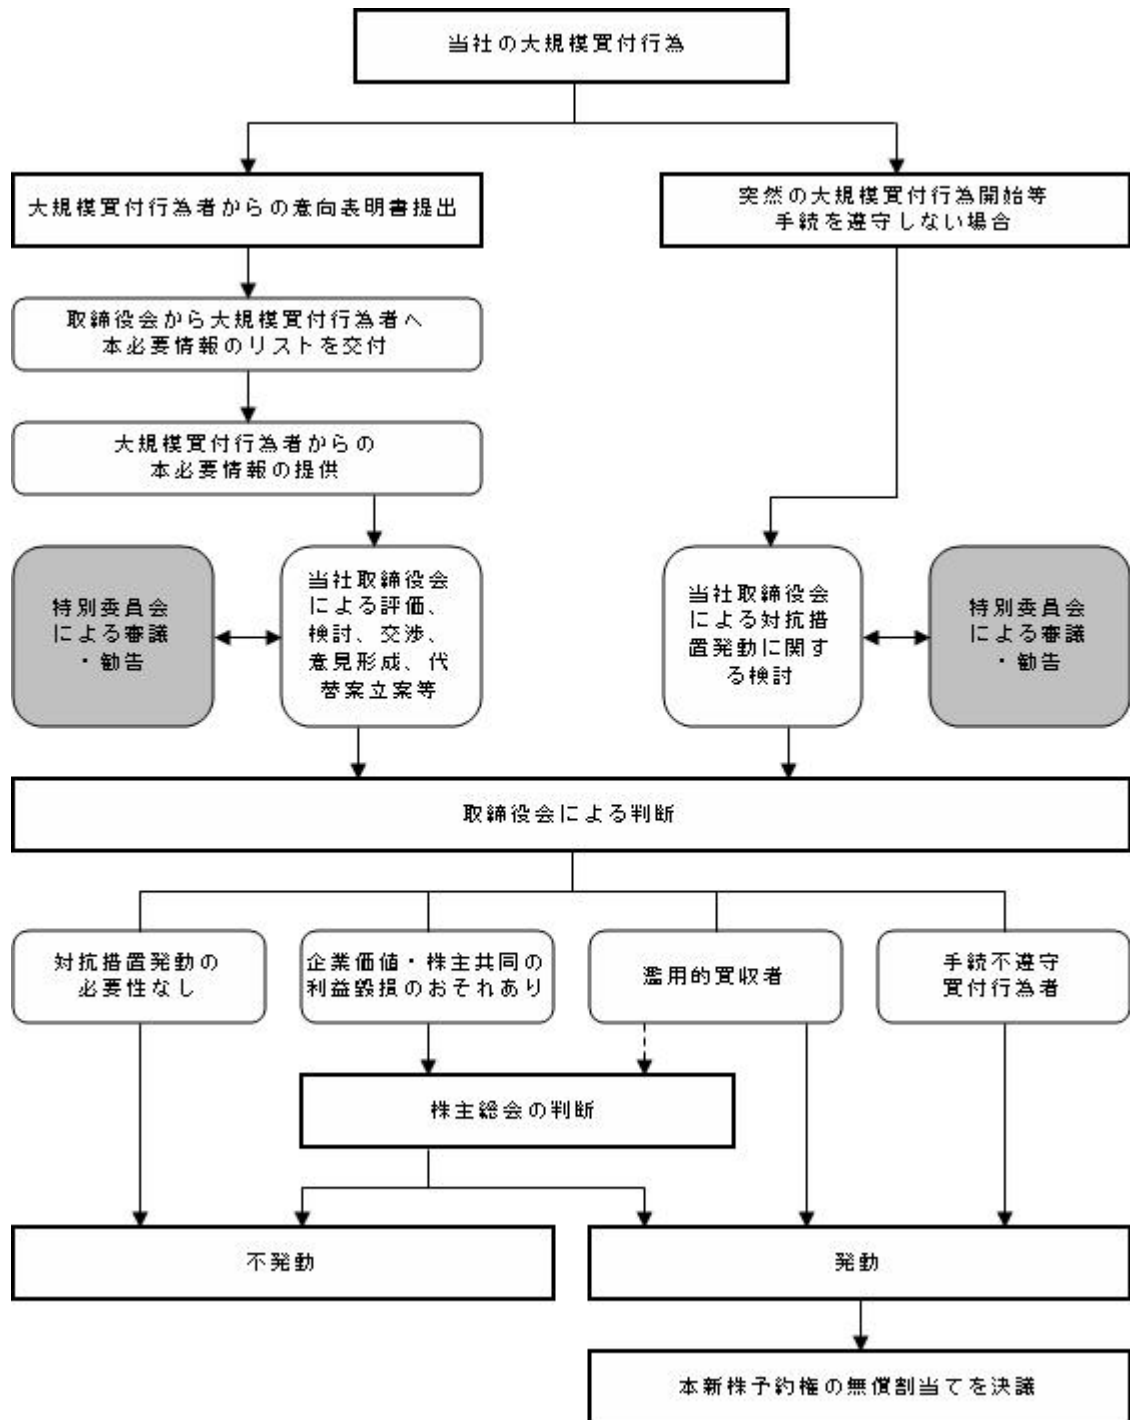 当社の大規模買付行為
大規模買付行為者からの意向表明書提出
突然の大規模買付行為開始等
手続を遵守しない場合
取締役会から大規模買付行為者へ
本必要情報のリストを交付
大規模買付行為者からの
本必要情報の提供
特別委員会
による審議
・勧告
当社取締役会
による評価、
検討、交渉、
意見形成、代
替案立案等
当社取締役会
による対抗措
置発動に関す
る検討
特別委員会
による審議
・勧告
取締役会による判断
対抗措置発動の
必要性なし
企業価値・株主共同の
利益毀損のおそれあり
濫用的買収者
手続不遵守
買付行為者
株主総会の判断
不発動
発動
本新株予約権の無償割当てを決議